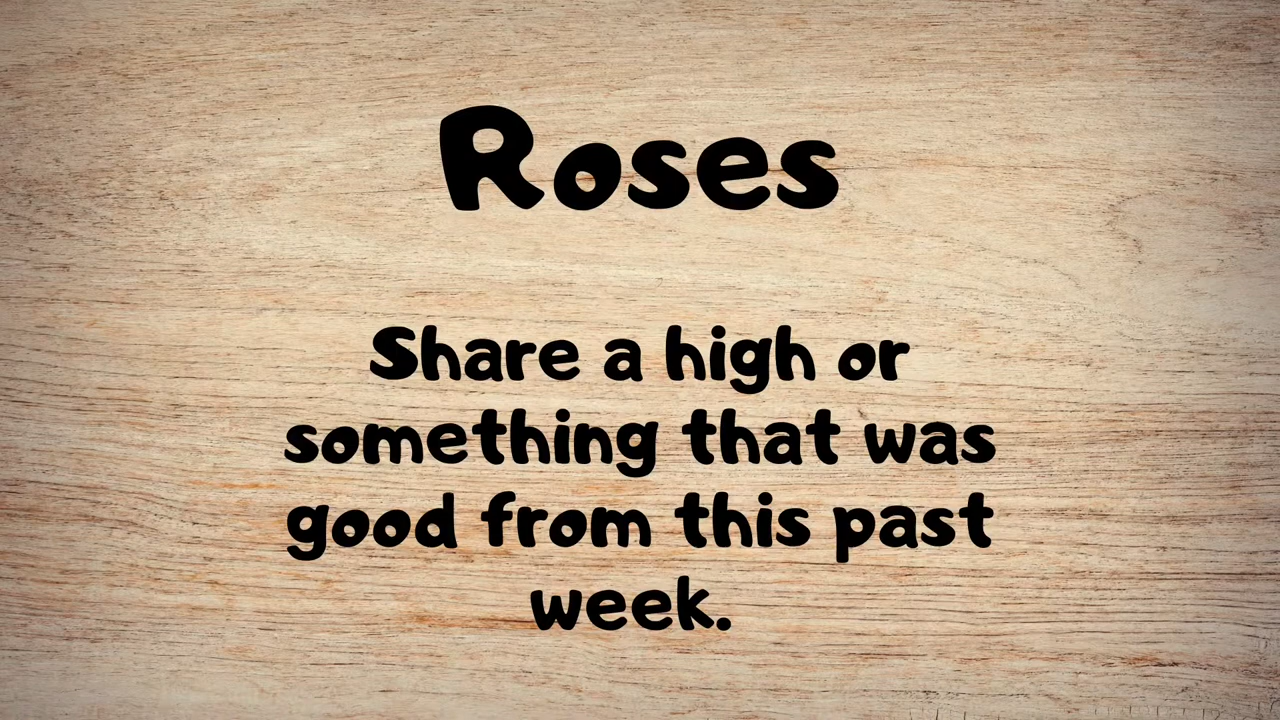 Roses
Share a high or
something that was
good from this past
week.